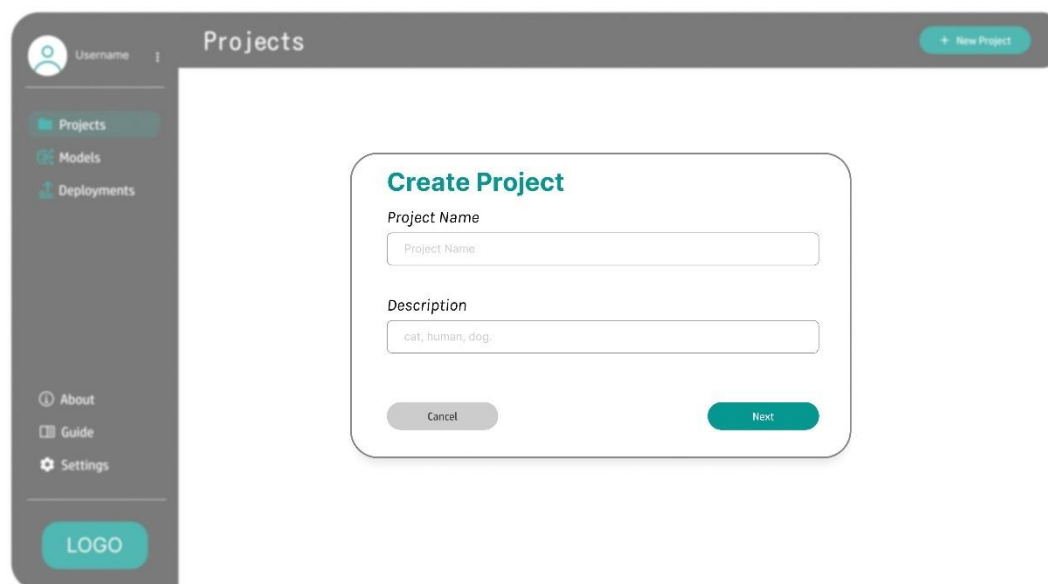 Username
Projects
+ New Project
Projects
Models
Deployments
Create Project
Project Name
Project Name
Description
cat, human, dog.
Cancel
Next
About
Guide
Settings
LOGO